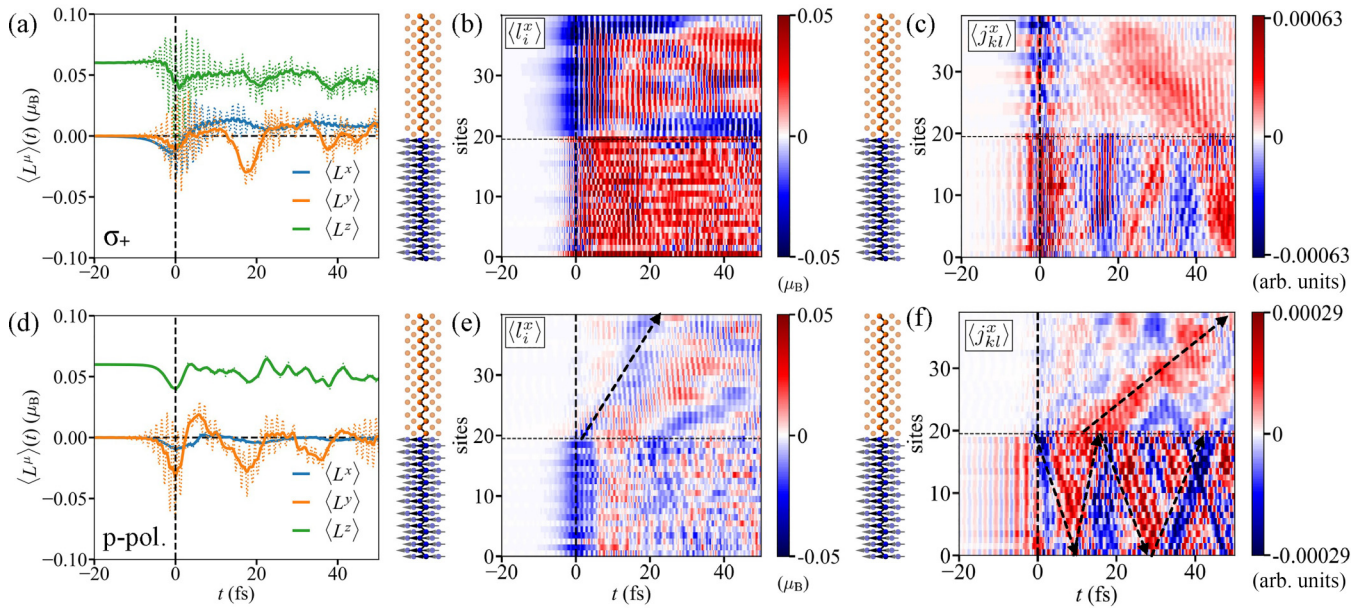 (a)
0.10
0.05
0.00
−0.05
−0.10
⟨L^μ⟩(t) (μ_B)
⟨L^x⟩
⟨L^y⟩
⟨L^z⟩
σ₊
−20 0 20 40
(b)
⟨l_i^x⟩
sites
30
20
10
0
−20 0 20 40
0.05
0
-0.05
(μ_B)
(c)
⟨j_kl^x⟩
sites
30
20
10
0
−20 0 20 40
0.00063
0
-0.00063
(arb. units)
(d)
0.10
0.05
0.00
−0.05
−0.10
⟨L^μ⟩(t) (μ_B)
⟨L^x⟩
⟨L^y⟩
⟨L^z⟩
p-pol.
−20 0 20 40
t (fs)
(e)
⟨l_i^x⟩
sites
30
20
10
0
−20 0 20 40
t (fs)
0.05
0
-0.05
(μ_B)
(f)
⟨j_kl^x⟩
sites
30
20
10
0
−20 0 20 40
t (fs)
0.00029
0
-0.00029
(arb. units)